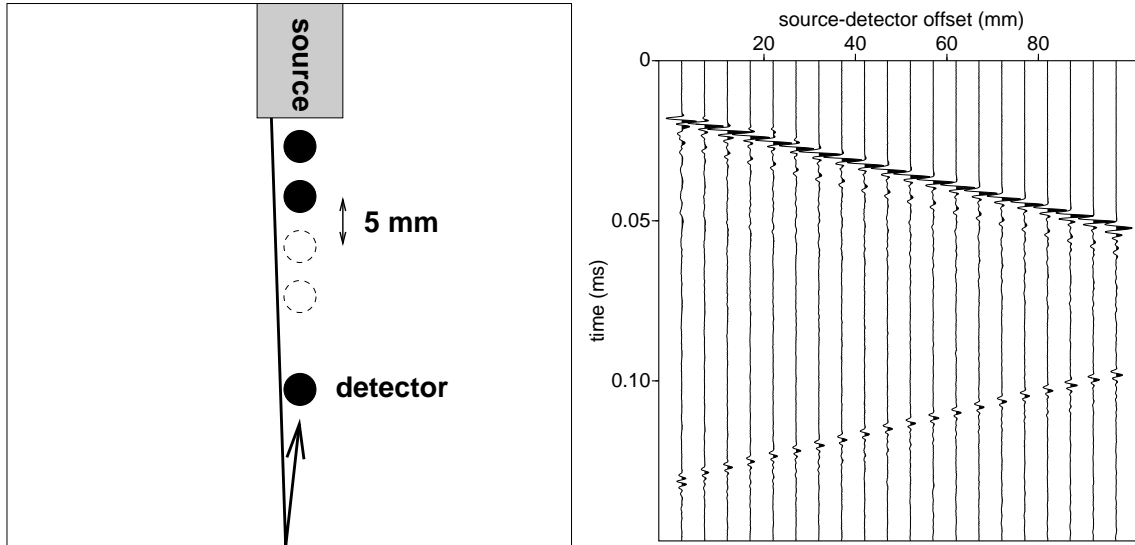 source
5 mm
detector
source-detector offset (mm)
20 40 60 80
0
0.05
0.10
time (ms)